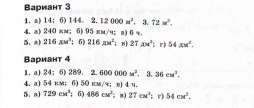 Вариант 3
1. а) 14; б) 144. 2. 12 000 м². 3. 72 м².
4. а) 240 км; б) 95 км/ч; в) 6 ч.
5. а) 216 дм³; б) 216 дм²; в) 27 дм³; г) 54 дм².
Вариант 4
1. а) 24; б) 289. 2. 600 000 м². 3. 36 см².
4. а) 54 км; б) 50 км/ч; в) 4 ч.
5. а) 729 см³; б) 486 см²; в) 27 см³; г) 54 см².